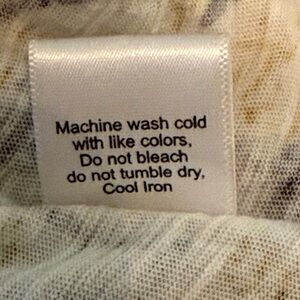 Machine wash cold
with like colors,
Do not bleach
do not tumble dry,
Cool Iron